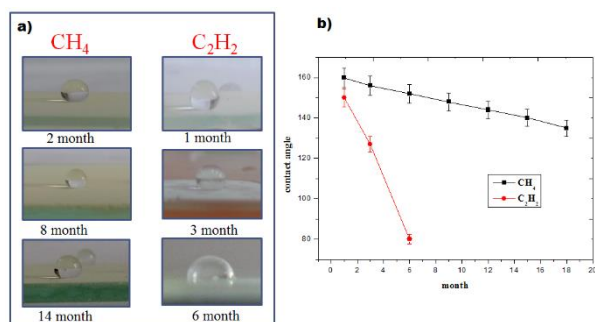 a)
CH₄
C₂H₂
2 month
1 month
8 month
3 month
14 month
6 month
b)
contact angle
160
140
120
100
80
CH₄
C₂H₂
0 2 4 6 8 10 12 14 16 18 20
month